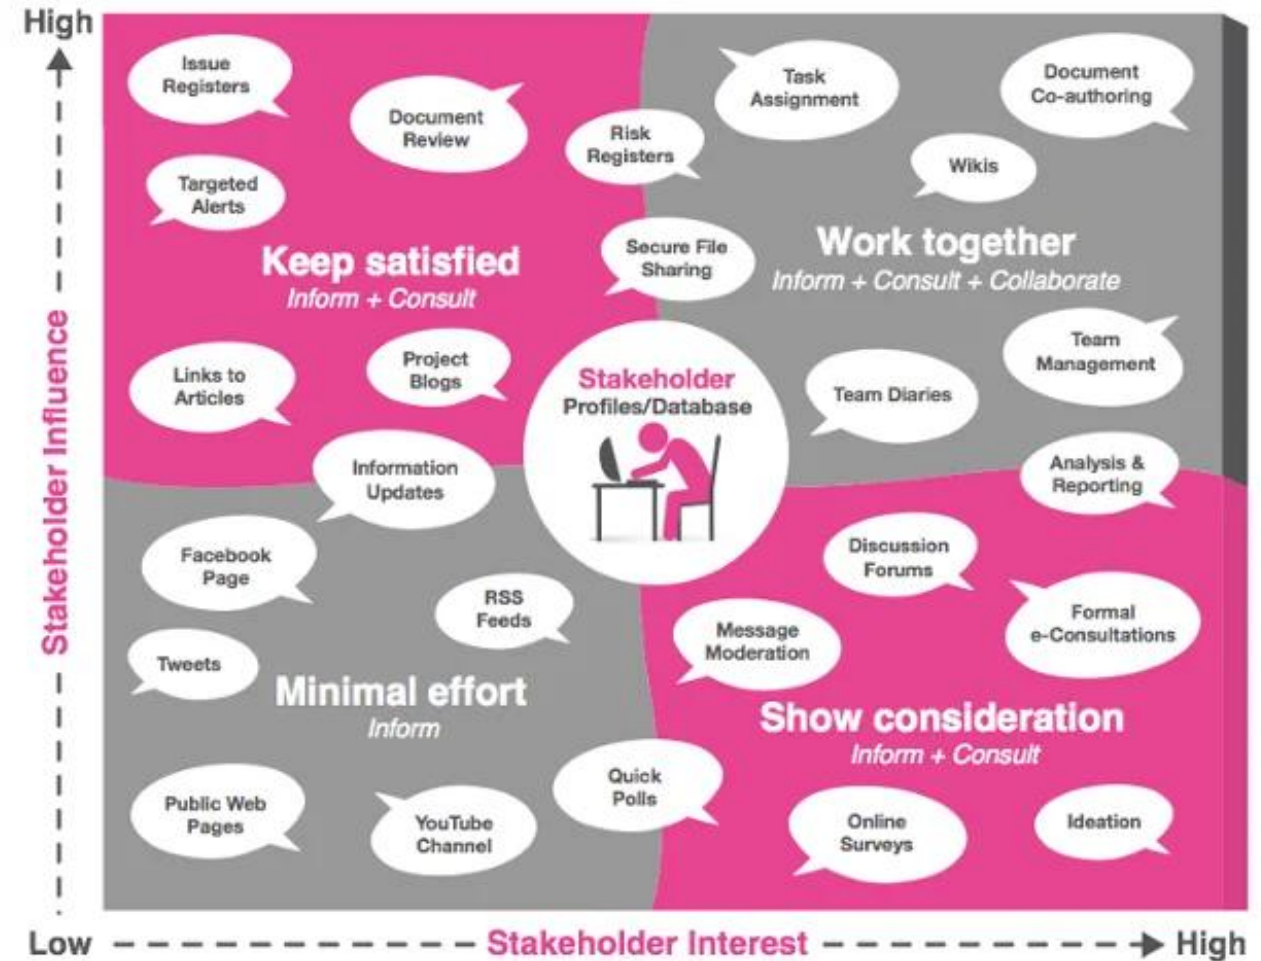 High
Issue
Registers
Document
Review
Targeted
Alerts
Keep satisfied
Inform + Consult
Links to
Articles
Project
Blogs
Risk
Registers
Secure File
Sharing
Task
Assignment
Document
Co-authoring
Wikis
Work together
Inform + Consult + Collaborate
Team
Management
Team Diaries
Stakeholder
Profiles/Database
Information
Updates
Analysis &
Reporting
Stakeholder Influence
Facebook
Page
RSS
Feeds
Tweets
Minimal effort
Inform
Public Web
Pages
YouTube
Channel
Quick
Polls
Discussion
Forums
Formal
e-Consultations
Message
Moderation
Show consideration
Inform + Consult
Online
Surveys
Ideation
Low
Stakeholder Interest
High